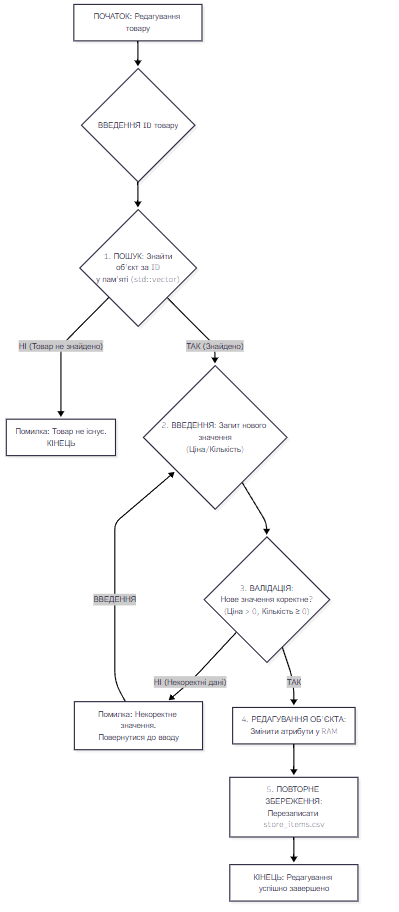 ПОЧАТОК: Редагування
товару
ВВЕДЕННЯ ID товару
1. ПОШУК: Знайти
об'єкт за ID
у пам'яті (std::vector)
НІ (Товар не знайдено)
ТАК (Знайдено)
Помилка: Товар не існує.
КІНЕЦЬ
2. ВВЕДЕННЯ: Запит нового
значення
(Ціна/Кількість)
3. ВАЛІДАЦІЯ:
Нове значення коректне?
(Ціна > 0, Кількість ≥ 0)
ВВЕДЕННЯ
НІ (Некоректні дані)
ТАК
Помилка: Некоректне
значення.
Повернутися до вводу
4. РЕДАГУВАННЯ ОБ'ЄКТА:
Змінити атрибути у RAM
5. ПОВТОРНЕ
ЗБЕРЕЖЕННЯ:
Перезаписати
store_items.csv
КІНЕЦЬ: Редагування
успішно завершено